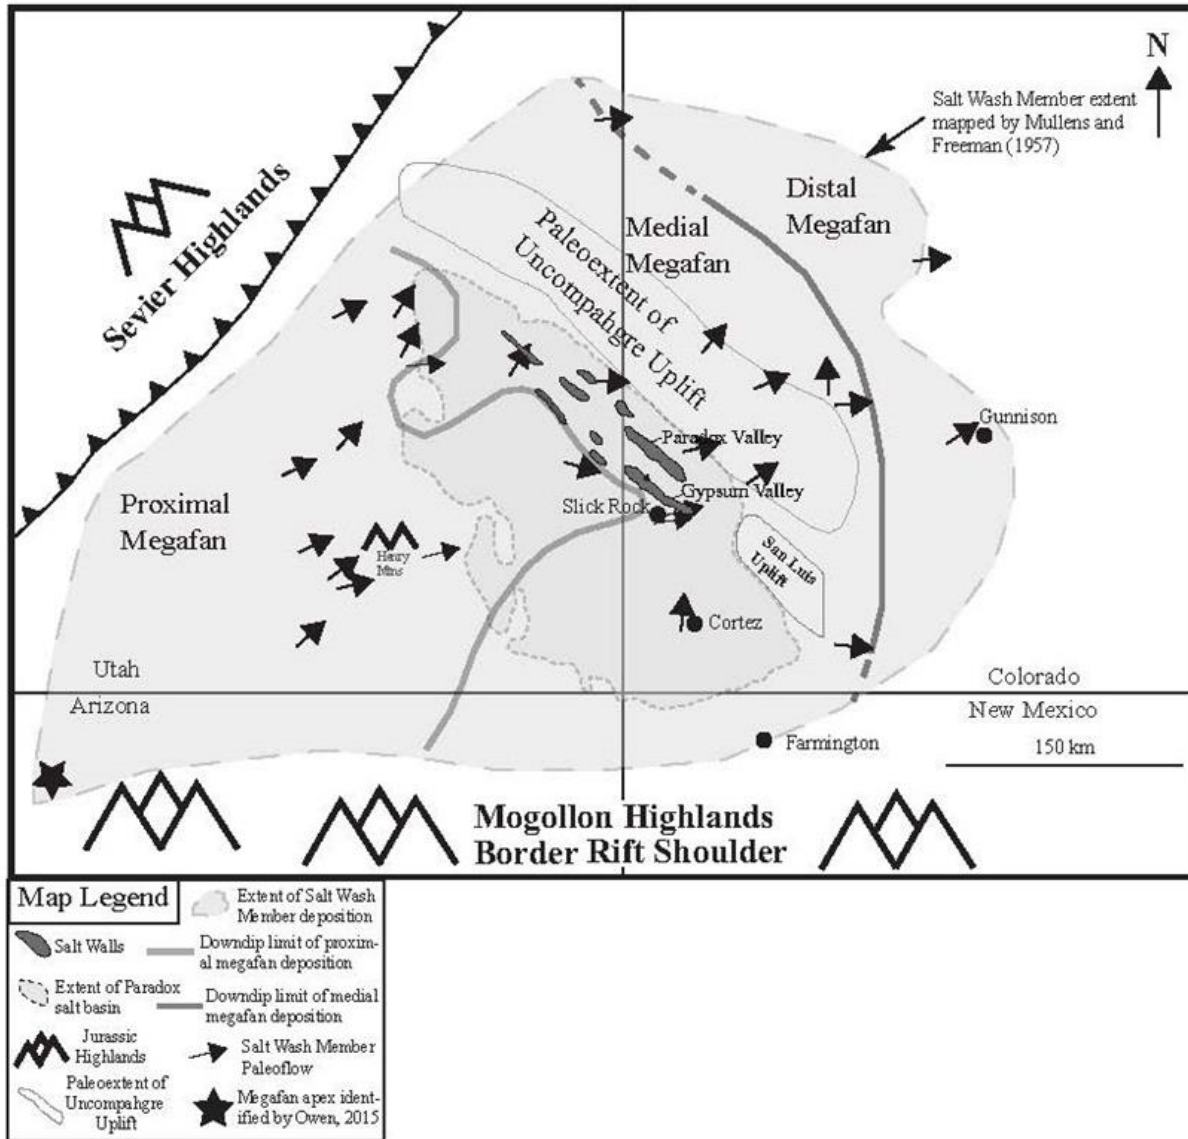 N
Salt Wash Member extent
mapped by Mullens and
Freeman (1957)
Sevier Highlands
Distal
Megafan
Medial
Megafan
Paleoextent of
Uncompahgre Uplift
Gunnison
Paradox Valley
Gypsum Valley
Slick Rock
Proximal
Megafan
Henry
Mtns
San Luis
Uplift
Cortez
Utah
Arizona
Colorado
New Mexico
Farmington
150 km
Mogollon Highlands
Border Rift Shoulder
Map Legend
Extent of Salt Wash
Member deposition
Salt Walls
Downdip limit of proxim-
al megafan deposition
Extent of Paradox
salt basin
Downdip limit of medial
megafan deposition
Jurassic
Highlands
Salt Wash Member
Paleoflow
Paleoextent of
Uncompahgre
Uplift
Megafan apex ident-
ified by Owen, 2015